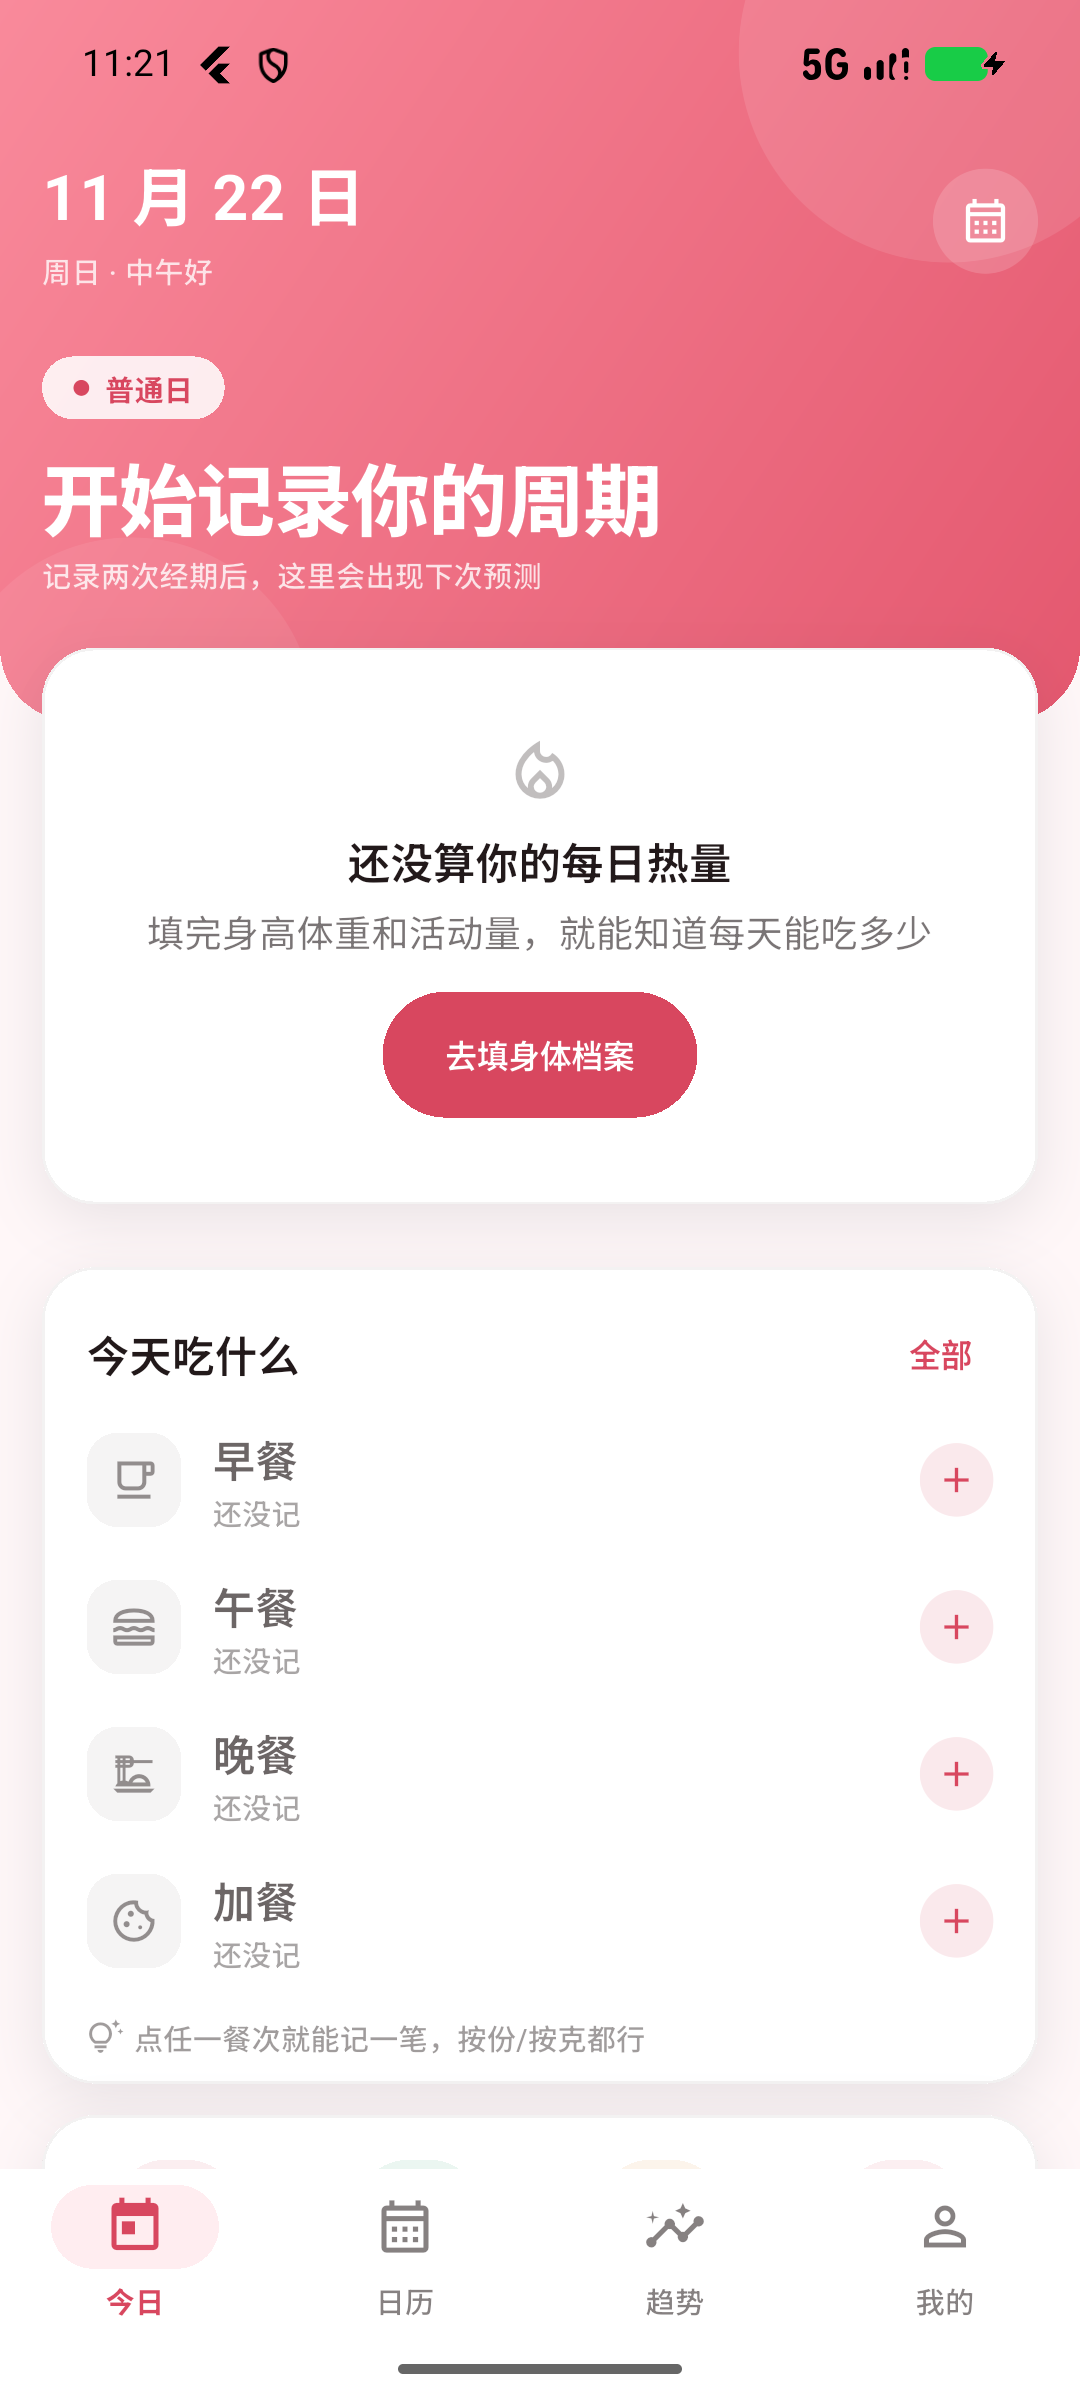 11:21
5G
11 月 22 日
周日 · 中午好
普通日
开始记录你的周期
记录两次经期后，这里会出现下次预测
还没算你的每日热量
填完身高体重和活动量，就能知道每天能吃多少
去填身体档案
今天吃什么
全部
早餐
还没记
午餐
还没记
晚餐
还没记
加餐
还没记
点任一餐次就能记一笔，按份/按克都行
今日
日历
趋势
我的